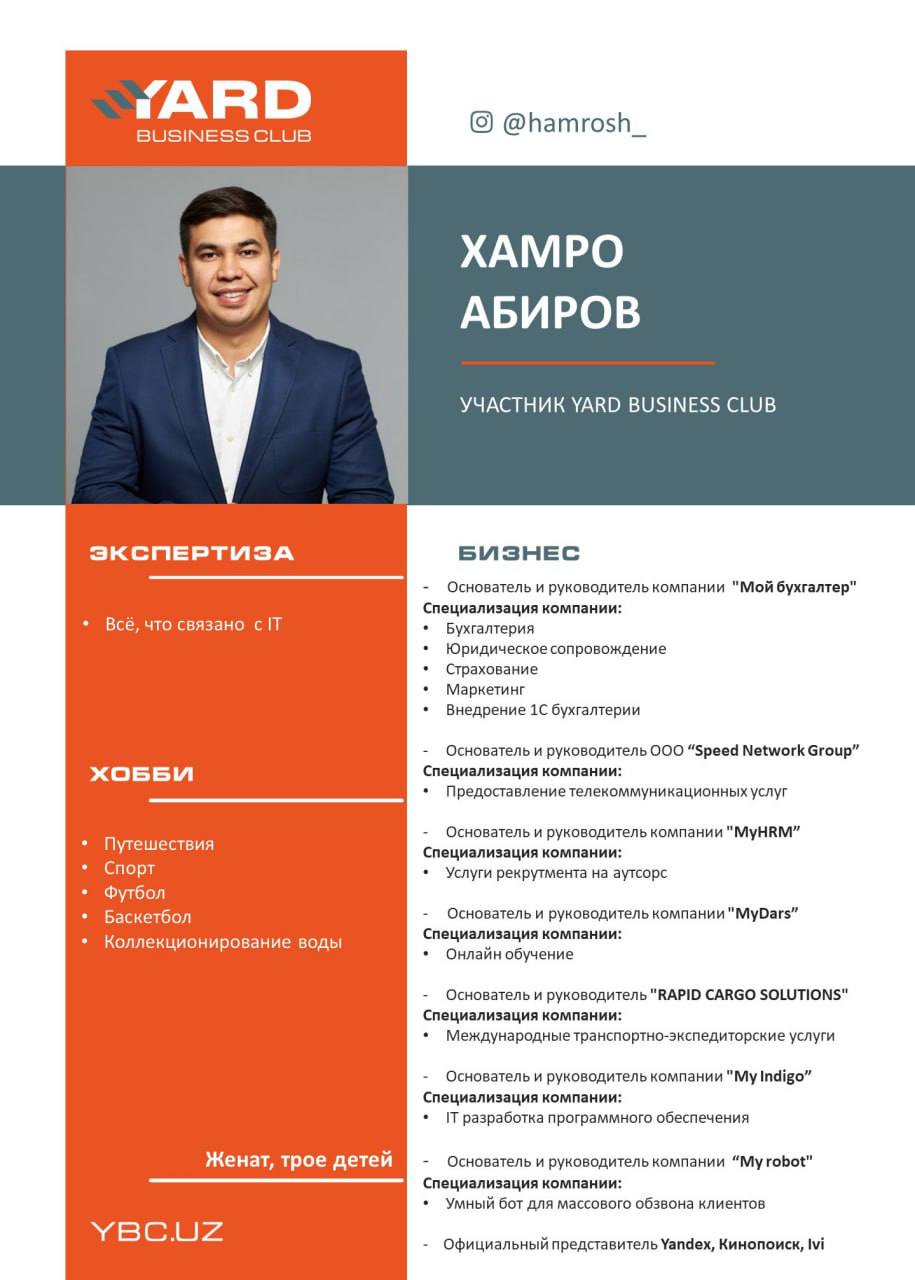 YARD
BUSINESS CLUB
@hamrosh_
ХАМРО
АБИРОВ
УЧАСТНИК YARD BUSINESS CLUB
ЭКСПЕРТИЗА
• Всё, что связано с IT
ХОББИ
• Путешествия
• Спорт
• Футбол
• Баскетбол
• Коллекционирование воды
Женат, трое детей
YBC.UZ
БИЗНЕС
- Основатель и руководитель компании "Мой бухгалтер"
Специализация компании:
• Бухгалтерия
• Юридическое сопровождение
• Страхование
• Маркетинг
• Внедрение 1С бухгалтерии
- Основатель и руководитель ООО “Speed Network Group”
Специализация компании:
• Предоставление телекоммуникационных услуг
- Основатель и руководитель компании "MyHRM”
Специализация компании:
• Услуги рекрутмента на аутсорс
- Основатель и руководитель компании "MyDars”
Специализация компании:
• Онлайн обучение
- Основатель и руководитель "RAPID CARGO SOLUTIONS"
Специализация компании:
• Международные транспортно-экспедиторские услуги
- Основатель и руководитель компании "My Indigo”
Специализация компании:
• IT разработка программного обеспечения
- Основатель и руководитель компании “My robot"
Специализация компании:
• Умный бот для массового обзвона клиентов
- Официальный представитель Yandex, Кинопоиск, Ivi